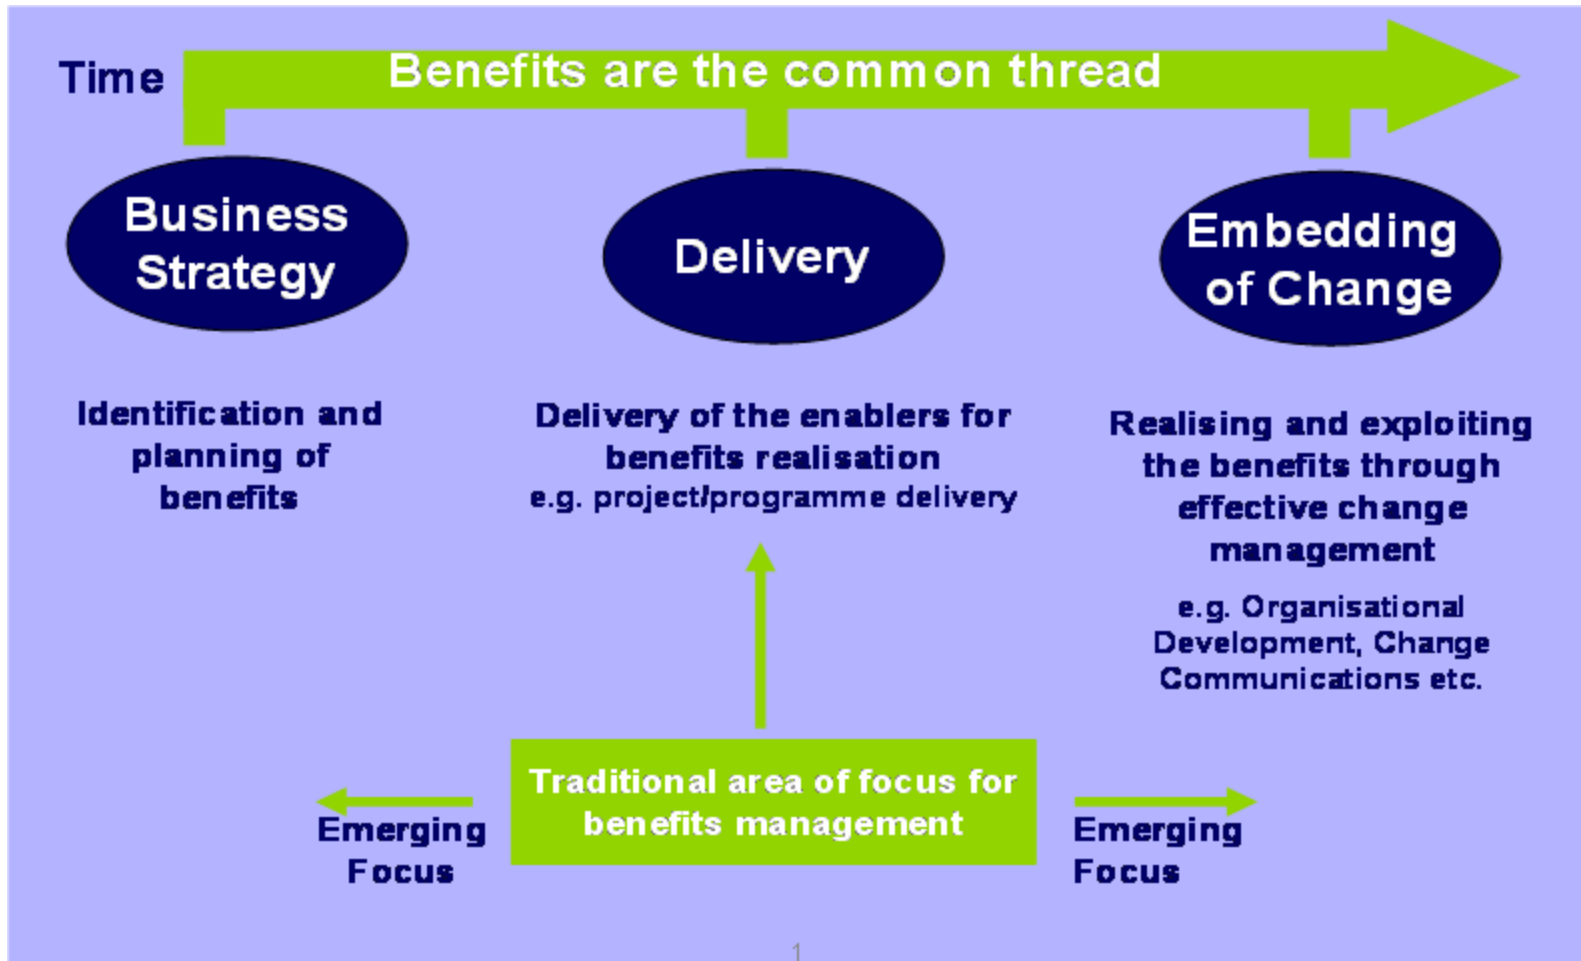 Time
Benefits are the common thread
Business
Strategy
Delivery
Embedding
of Change
Identification and
planning of
benefits
Delivery of the enablers for
benefits realisation
e.g. project/programme delivery
Realising and exploiting
the benefits through
effective change
management
e.g. Organisational
Development, Change
Communications etc.
Traditional area of focus for
benefits management
Emerging
Focus
Emerging
Focus
1